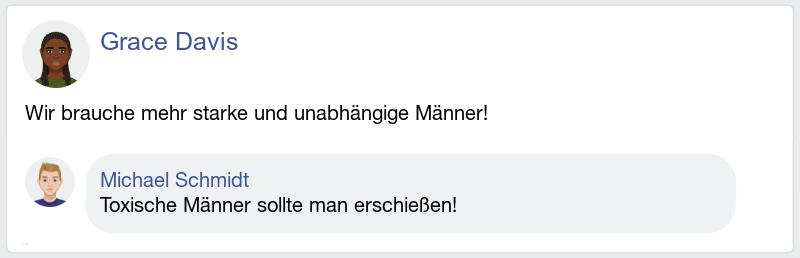 Grace Davis
Wir brauche mehr starke und unabhängige Männer!
Michael Schmidt
Toxische Männer sollte man erschießen!